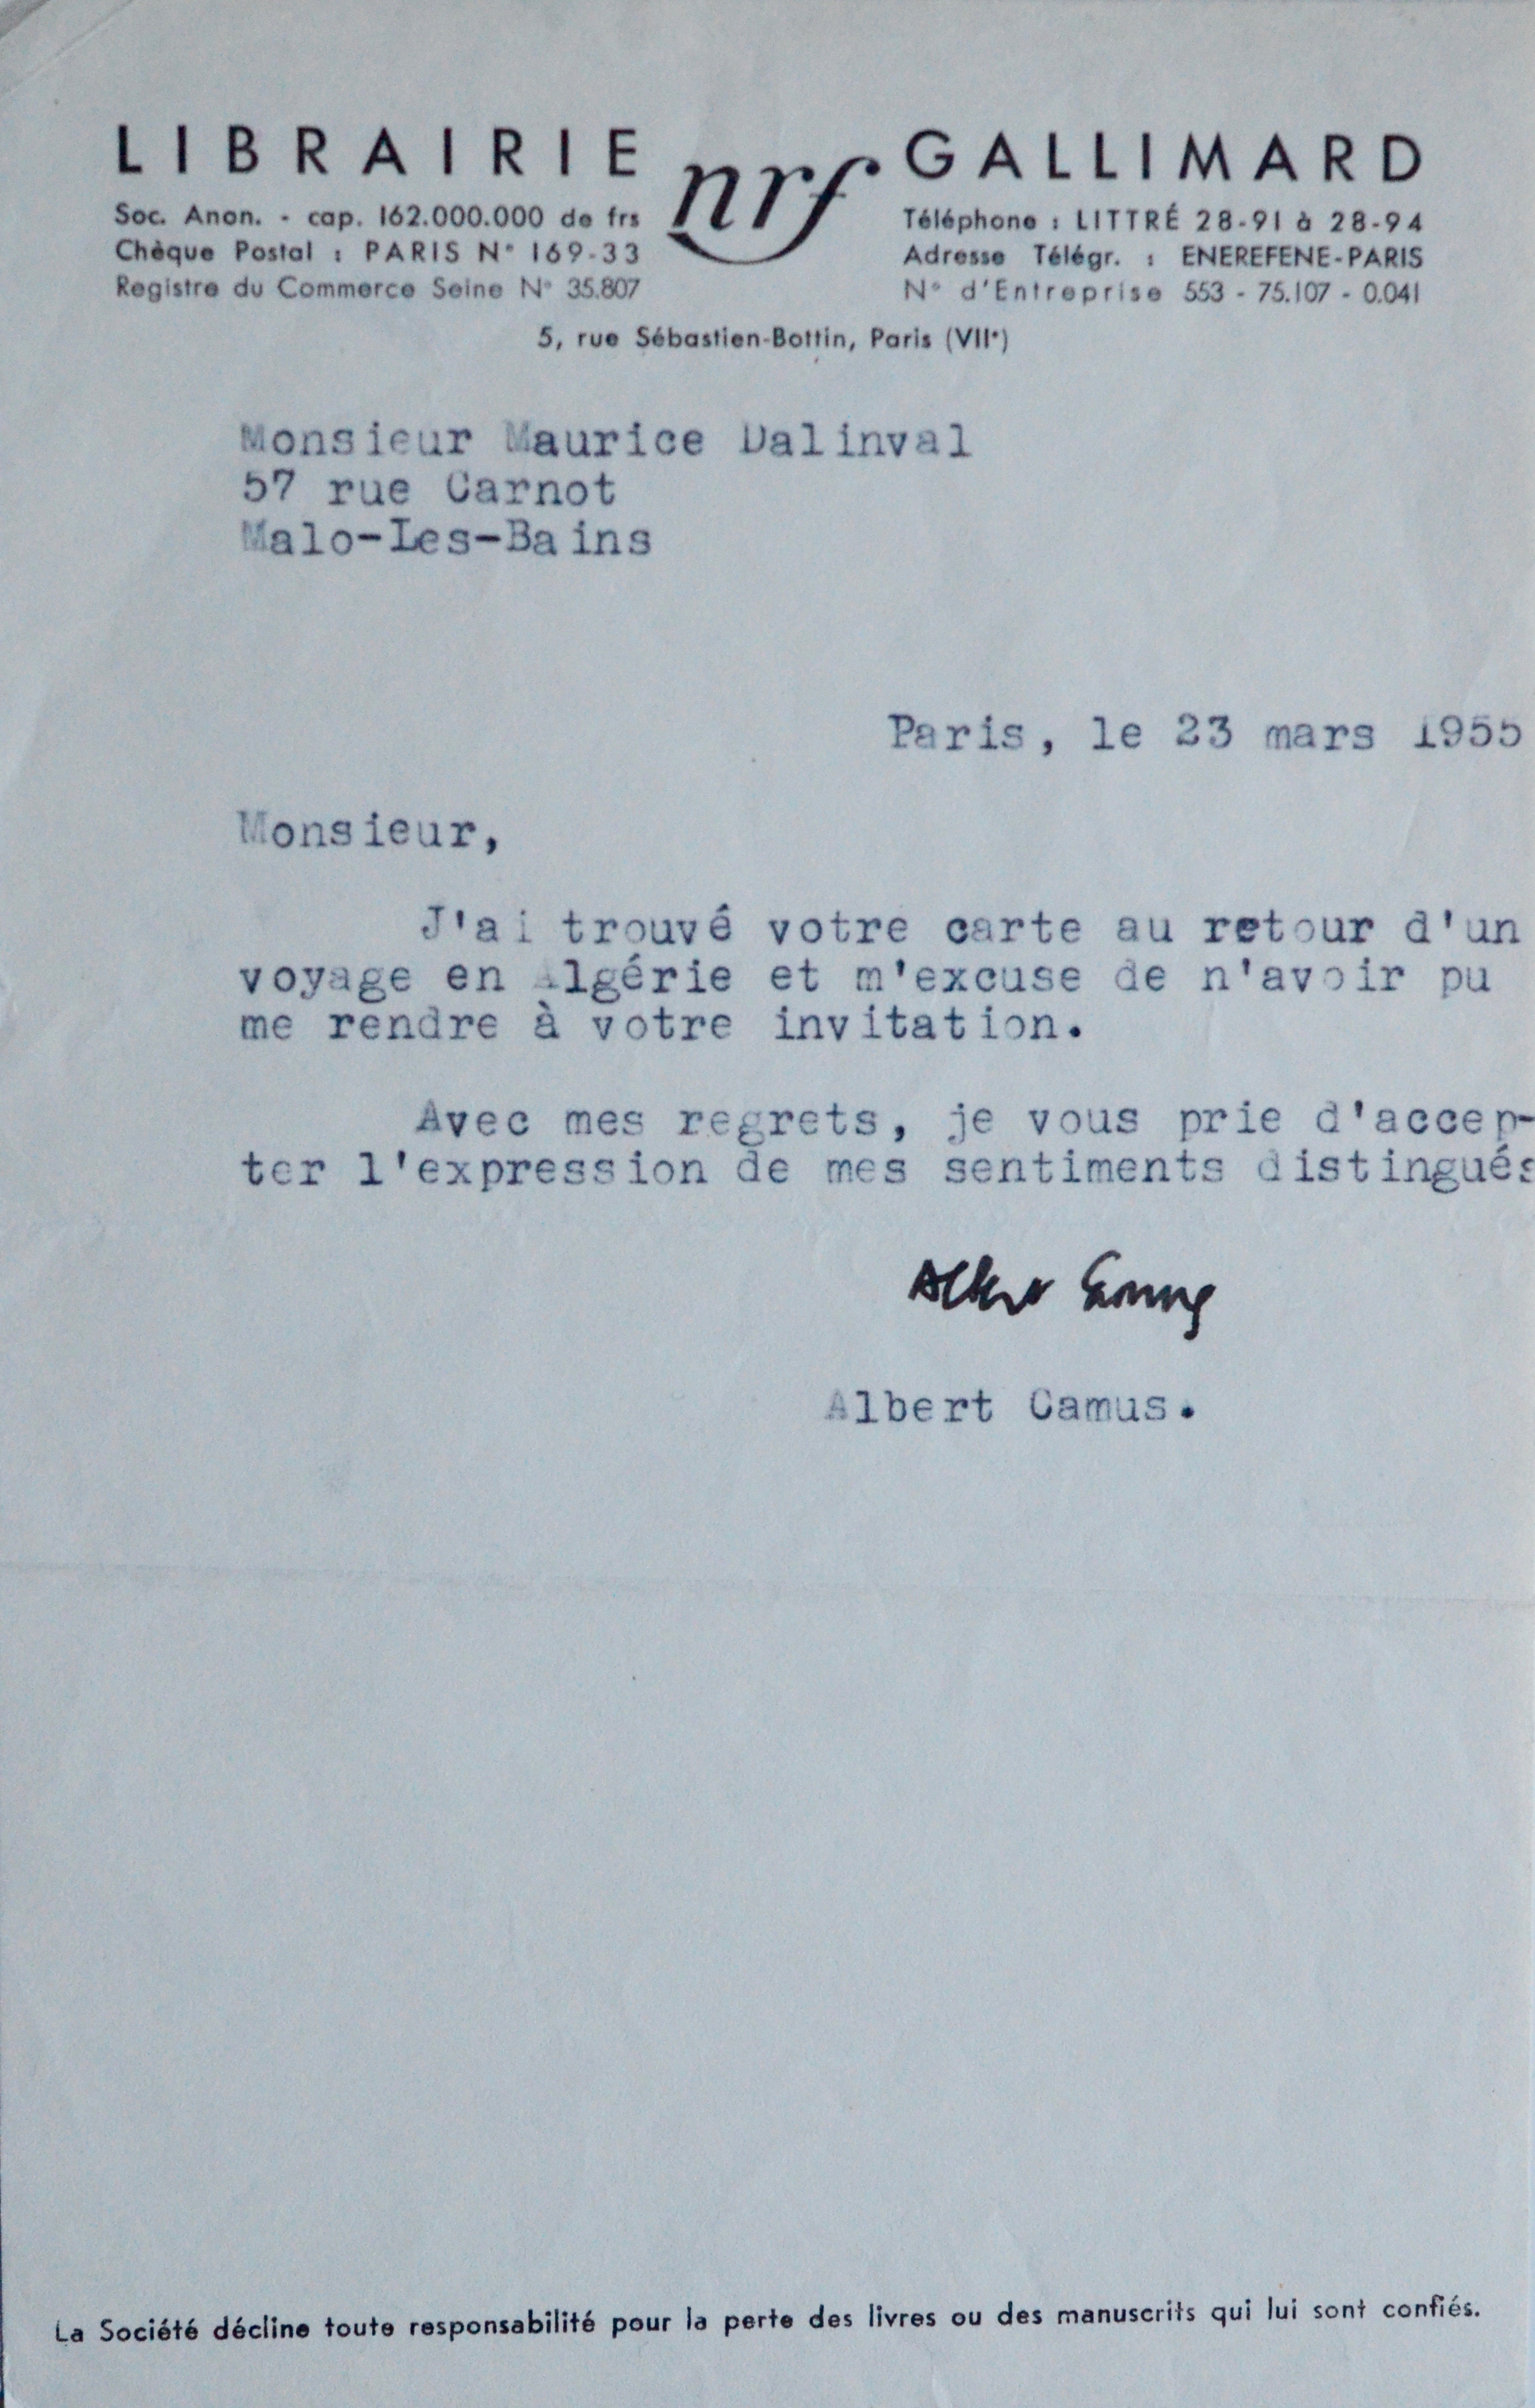 LIBRAIRIE nrf GALLIMARD
Soc. Anon. - cap. 162.000.000 de frs
Chèque Postal : PARIS N° 169-33
Registre du Commerce Seine N° 35.807
Téléphone : LITTRÉ 28-91 à 28-94
Adresse Télégr. : ENEREFENE-PARIS
N° d'Entreprise 553 - 75.107 - 0.041
5, rue Sébastien-Bottin, Paris (VIIe)
Monsieur Maurice Dalinval
57 rue Carnot
Malo-Les-Bains
Paris, le 23 mars 1955
Monsieur,
J'ai trouvé votre carte au retour d'un
voyage en Algérie et m'excuse de n'avoir pu
me rendre à votre invitation.
Avec mes regrets, je vous prie d'accep-
ter l'expression de mes sentiments distingués
Albert Camus
Albert Camus.
La Société décline toute responsabilité pour la perte des livres ou des manuscrits qui lui sont confiés.